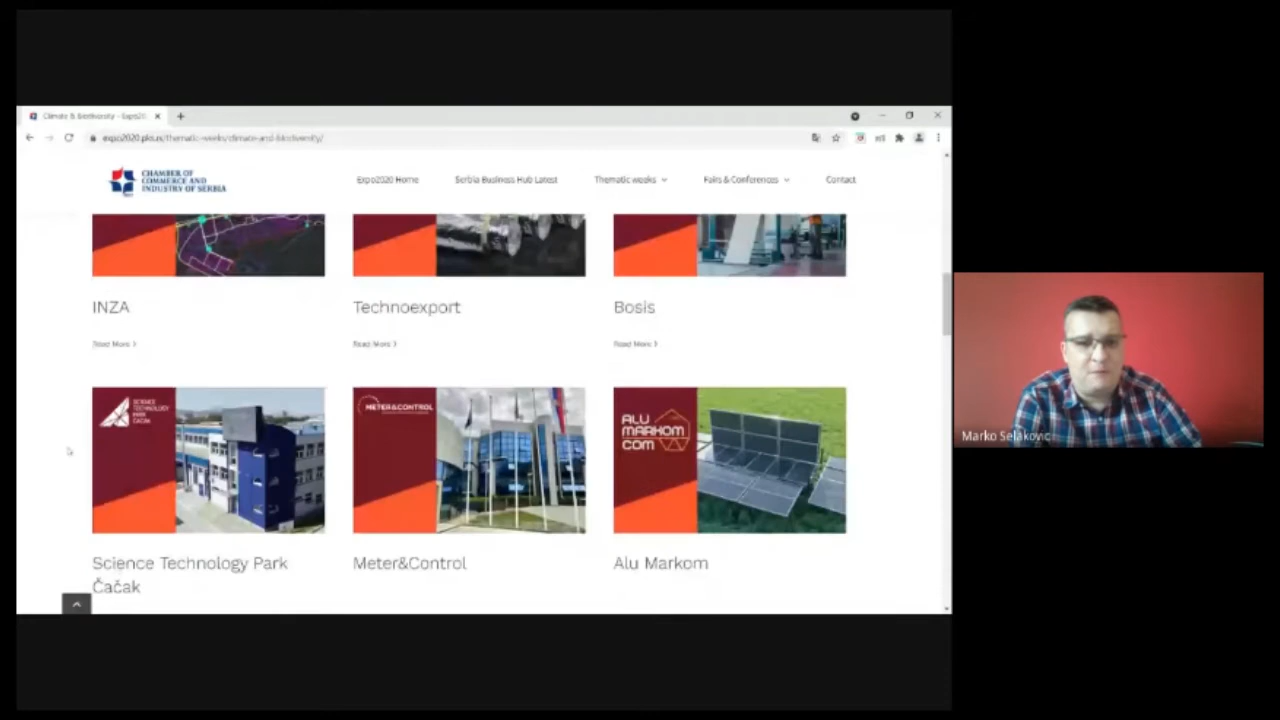 Climate & biodiversity - Expo20
expo2020.pks.rs/thematic-weeks/climate-and-biodiversity/
CHAMBER OF
COMMERCE AND
INDUSTRY OF SERBIA
Expo2020 Home
Serbia Business Hub Latest
Thematic weeks
Fairs & Conferences
Contact
INZA
Technoexport
Bosis
Read More
Read More
Read More
SCIENCE
TECHNOLOGY
PARK
ČAČAK
METER&CONTROL
ALU
MARKOM
COM
Science Technology Park
Čačak
Meter&Control
Alu Markom
Marko Selakovic